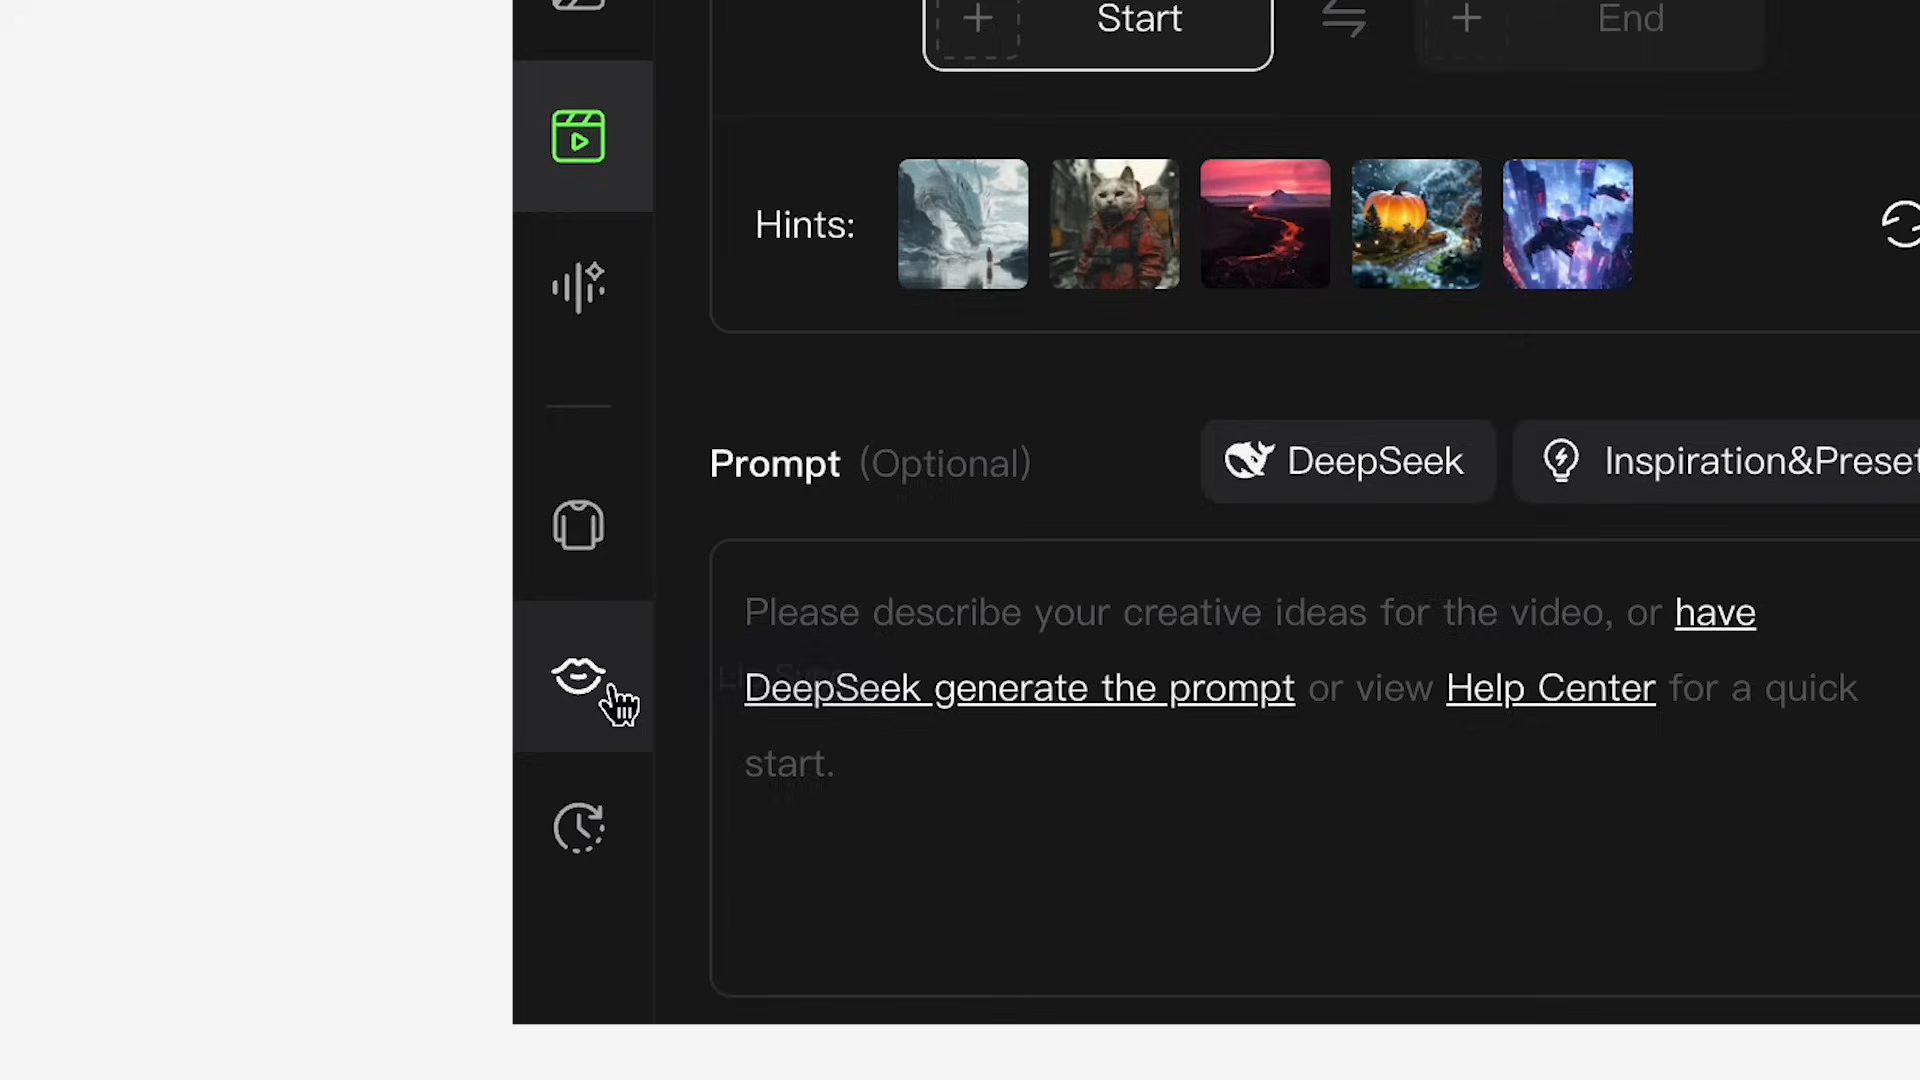 Start
End
Hints:
Prompt (Optional)
DeepSeek
Inspiration&Preset
Please describe your creative ideas for the video, or have
DeepSeek generate the prompt or view Help Center for a quick
start.